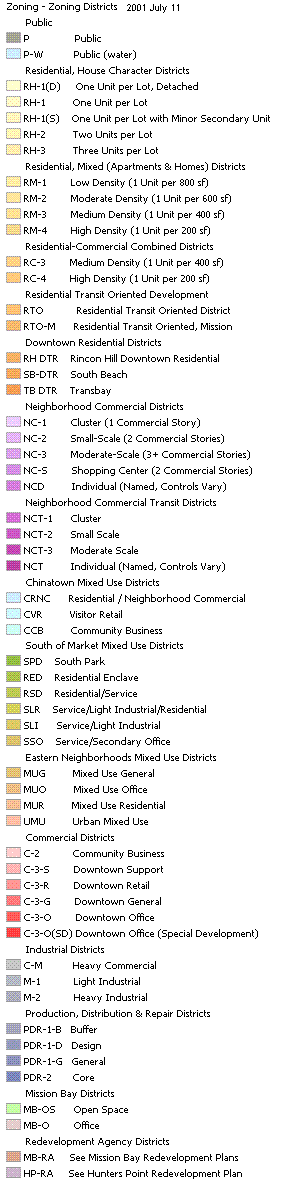 Zoning - Zoning Districts 2001 July 11
Public
P Public
P-W Public (water)
Residential, House Character Districts
RH-1(D) One Unit per Lot, Detached
RH-1 One Unit per Lot
RH-1(S) One Unit per Lot with Minor Secondary Unit
RH-2 Two Units per Lot
RH-3 Three Units per Lot
Residential, Mixed (Apartments & Homes) Districts
RM-1 Low Density (1 Unit per 800 sf)
RM-2 Moderate Density (1 Unit per 600 sf)
RM-3 Medium Density (1 Unit per 400 sf)
RM-4 High Density (1 Unit per 200 sf)
Residential-Commercial Combined Districts
RC-3 Medium Density (1 Unit per 400 sf)
RC-4 High Density (1 Unit per 200 sf)
Residential Transit Oriented Development
RTO Residential Transit Oriented District
RTO-M Residential Transit Oriented, Mission
Downtown Residential Districts
RH DTR Rincon Hill Downtown Residential
SB-DTR South Beach
TB DTR Transbay
Neighborhood Commercial Districts
NC-1 Cluster (1 Commercial Story)
NC-2 Small-Scale (2 Commercial Stories)
NC-3 Moderate-Scale (3+ Commercial Stories)
NC-S Shopping Center (2 Commercial Stories)
NCD Individual (Named, Controls Vary)
Neighborhood Commercial Transit Districts
NCT-1 Cluster
NCT-2 Small Scale
NCT-3 Moderate Scale
NCT Individual (Named, Controls Vary)
Chinatown Mixed Use Districts
CRNC Residential / Neighborhood Commercial
CVR Visitor Retail
CCB Community Business
South of Market Mixed Use Districts
SPD South Park
RED Residential Enclave
RSD Residential/Service
SLR Service/Light Industrial/Residential
SLI Service/Light Industrial
SSO Service/Secondary Office
Eastern Neighborhoods Mixed Use Districts
MUG Mixed Use General
MUO Mixed Use Office
MUR Mixed Use Residential
UMU Urban Mixed Use
Commercial Districts
C-2 Community Business
C-3-S Downtown Support
C-3-R Downtown Retail
C-3-G Downtown General
C-3-O Downtown Office
C-3-O(SD) Downtown Office (Special Development)
Industrial Districts
C-M Heavy Commercial
M-1 Light Industrial
M-2 Heavy Industrial
Production, Distribution & Repair Districts
PDR-1-B Buffer
PDR-1-D Design
PDR-1-G General
PDR-2 Core
Mission Bay Districts
MB-OS Open Space
MB-O Office
Redevelopment Agency Districts
MB-RA See Mission Bay Redevelopment Plans
HP-RA See Hunters Point Redevelopment Plan